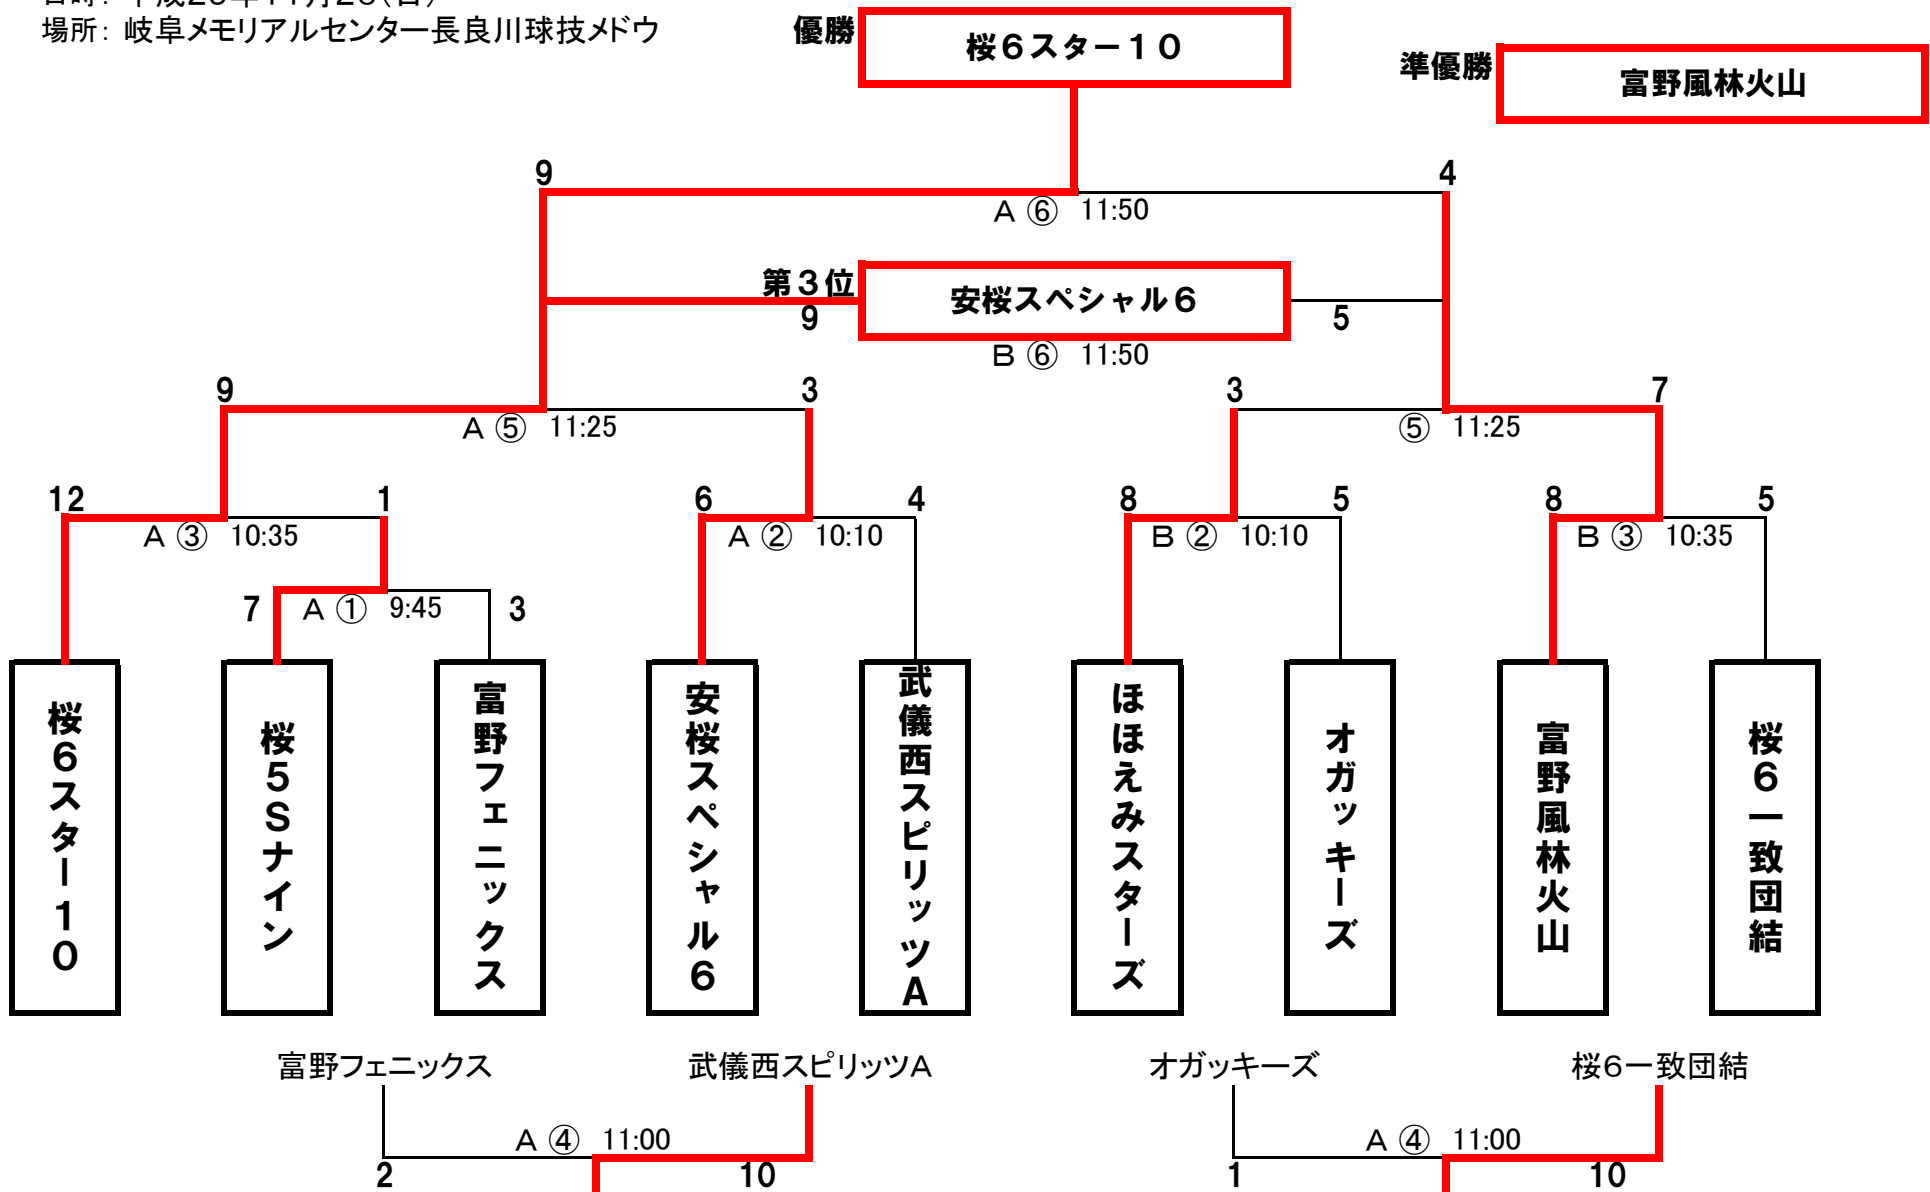 場所：岐阜メモリアルセンター長良川球技メドウ
優勝
桜６スター１０
準優勝
富野風林火山
9
4
A ⑥ 11:50
第３位
安桜スペシャル６
9
5
B ⑥ 11:50
9
3
3
7
A ⑤ 11:25
⑤ 11:25
12
1
6
4
8
5
8
5
A ③ 10:35
A ② 10:10
B ② 10:10
B ③ 10:35
7
A ① 9:45
3
桜６スター１０
桜５Ｓナイン
富野フェニックス
安桜スペシャル６
武儀西スピリッツＡ
ほほえみスターズ
オガッキーズ
富野風林火山
桜６一致団結
富野フェニックス
武儀西スピリッツA
オガッキーズ
桜６一致団結
A ④ 11:00
A ④ 11:00
2
10
1
10